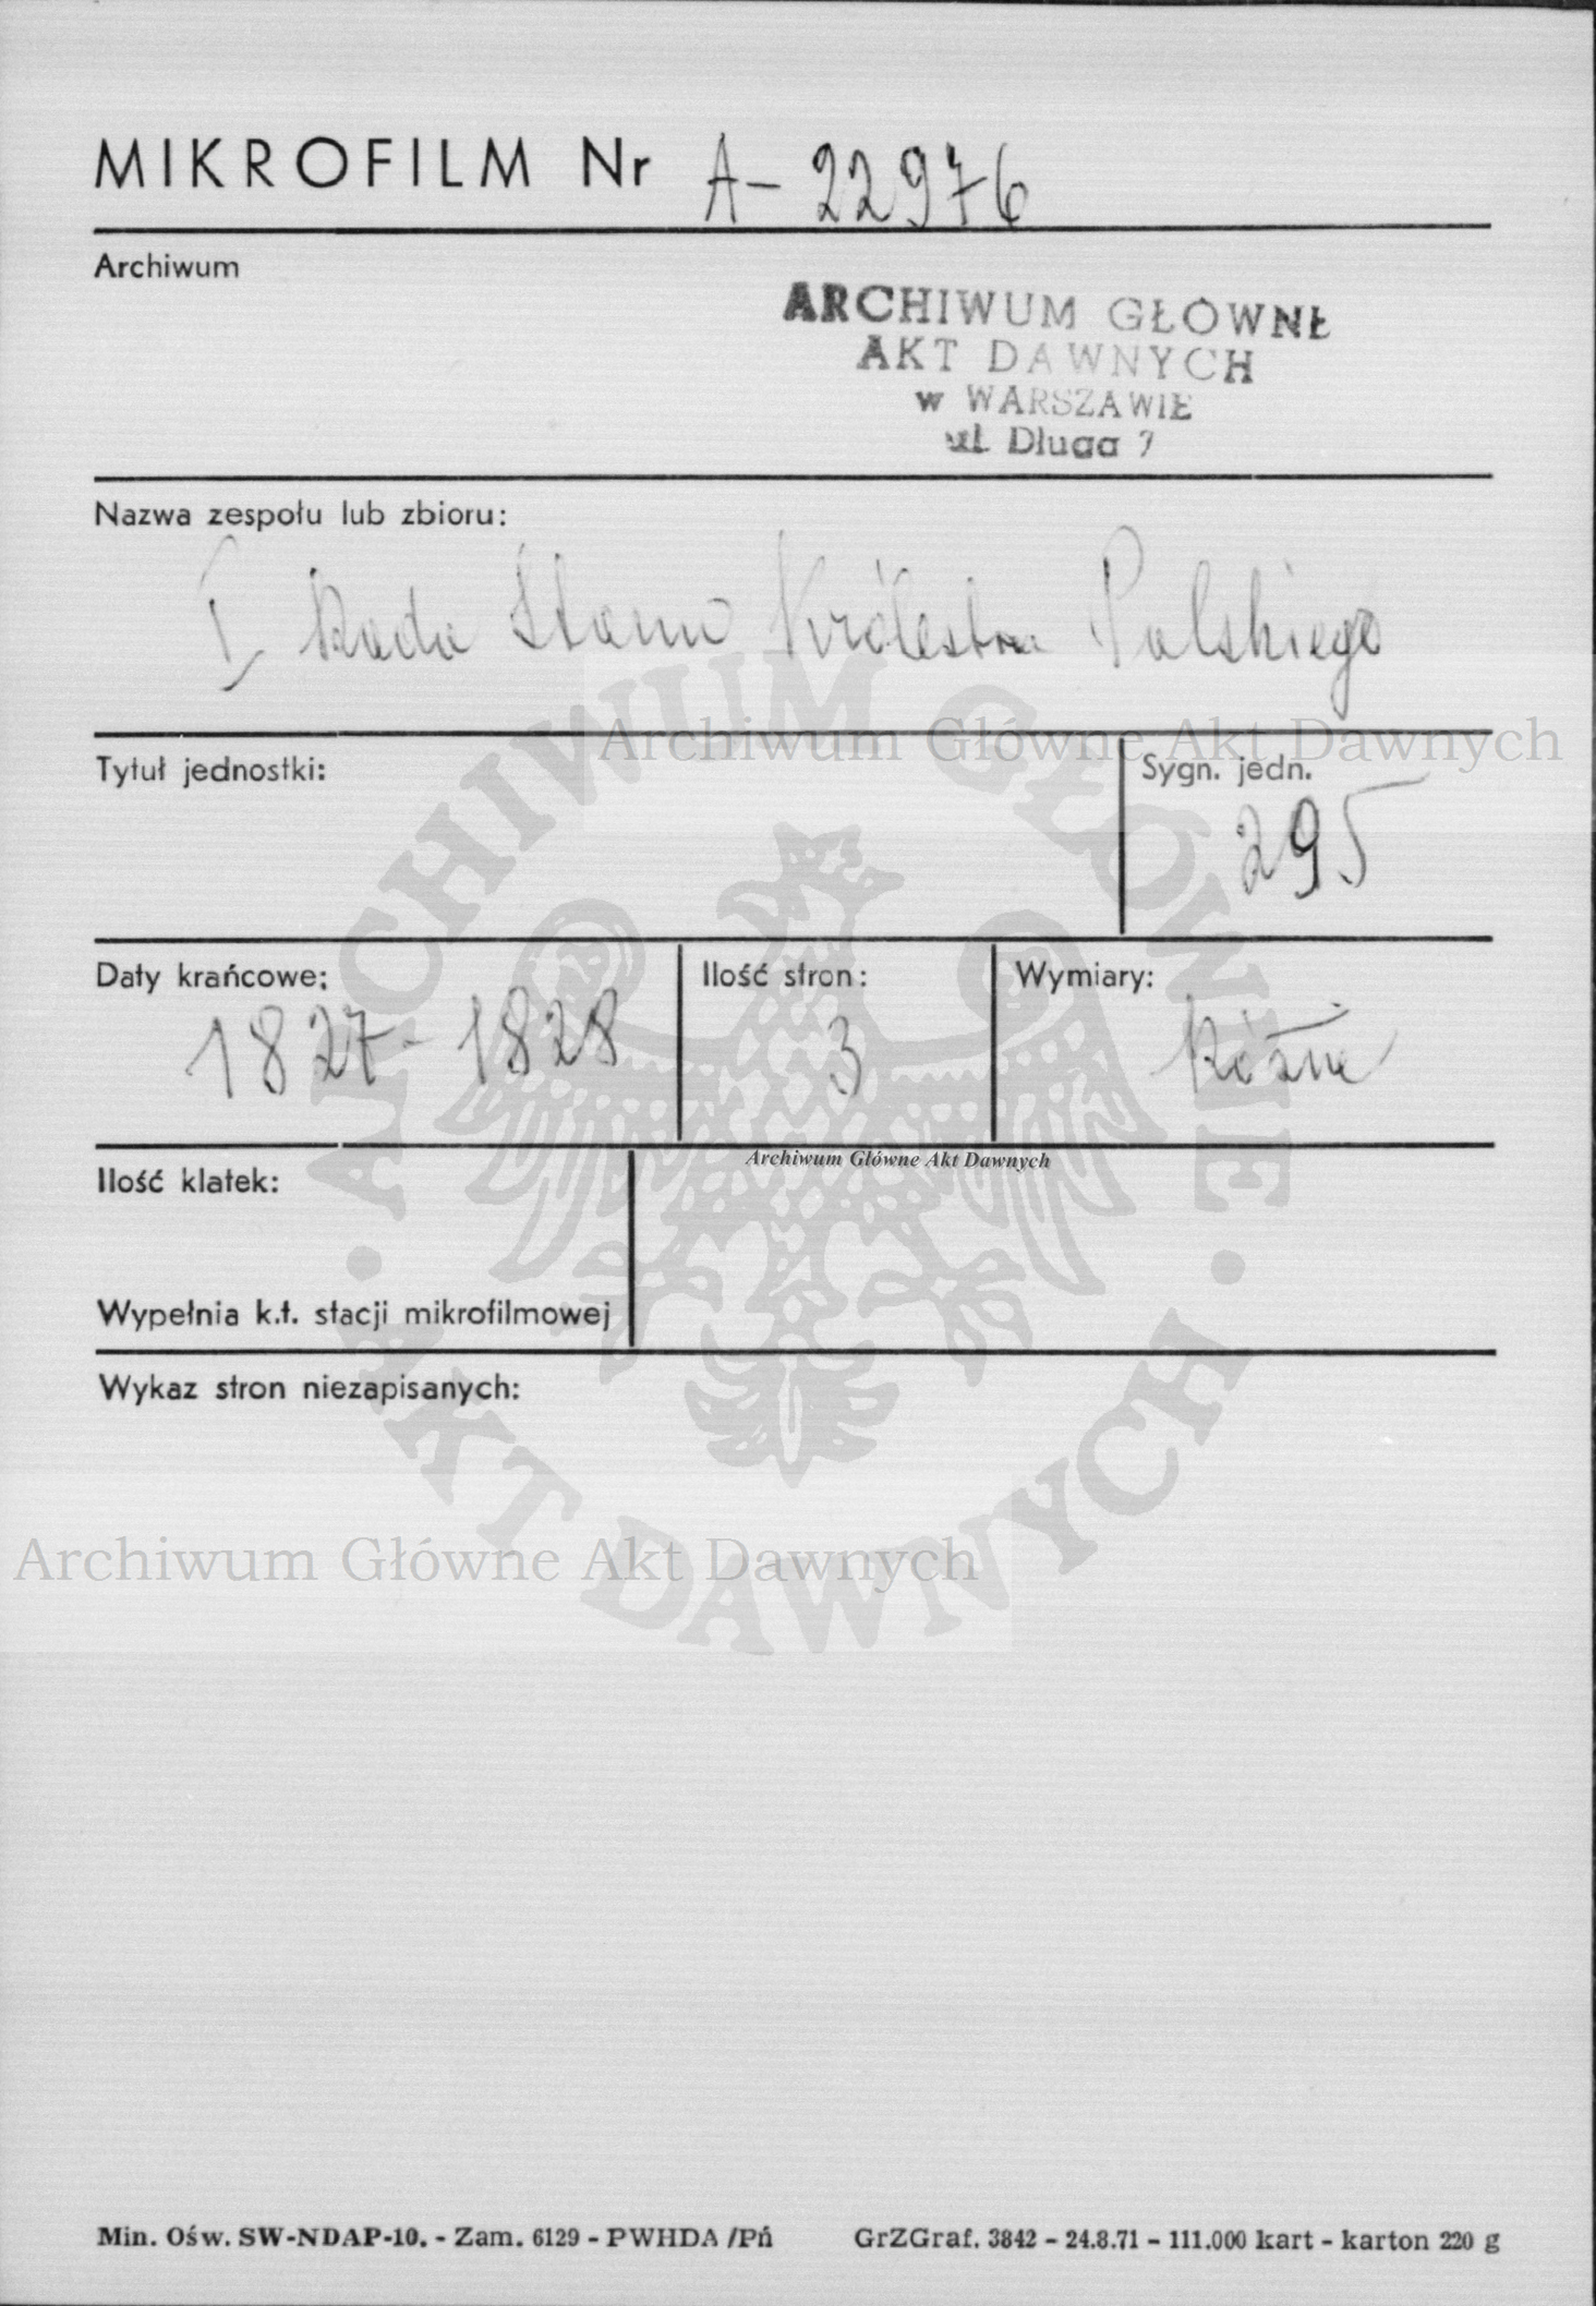 MIKROFILM Nr A-22976
Archiwum
ARCHIWUM GŁÓWNE
AKT DAWNYCH
w WARSZAWIE
ul. Długa 7
Nazwa zespołu lub zbioru:
I Rada Stanu Królestwa Polskiego
Archiwum Główne Akt Dawnych
Tytuł jednostki:
Sygn. jedn.
295
Daty krańcowe:
1827-1828
Ilość stron:
3
Wymiary:
Różne
Archiwum Główne Akt Dawnych
Ilość klatek:
Wypełnia k.t. stacji mikrofilmowej
Wykaz stron niezapisanych:
ARCHIWUM GŁÓWNE
· AKT DAWNYCH ·
Archiwum Główne Akt Dawnych
Min. Ośw. SW-NDAP-10. - Zam. 6129 - PWHDA /Pń
GrZGraf. 3842 - 24.8.71 - 111.000 kart - karton 220 g